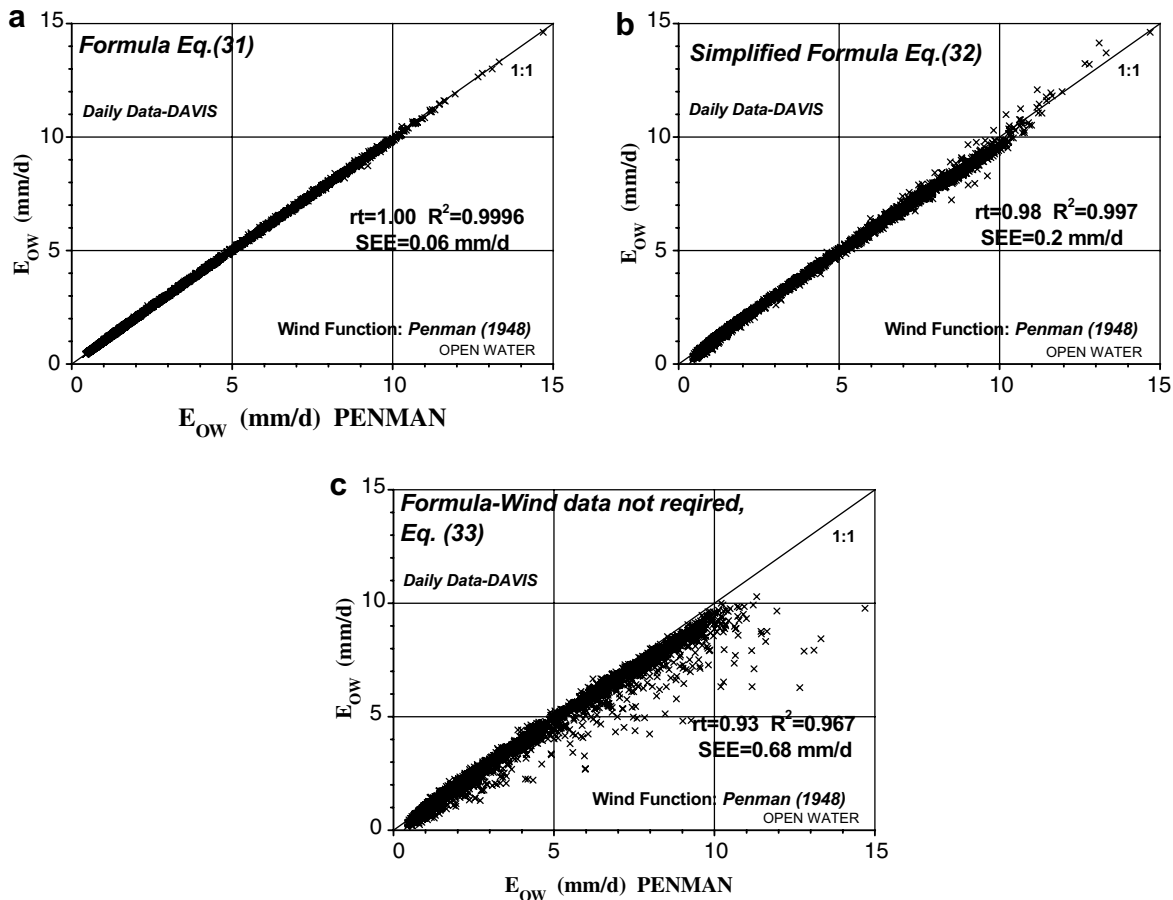 a
Formula Eq.(31)
1:1
Daily Data-DAVIS
rt=1.00 R²=0.9996
SEE=0.06 mm/d
Wind Function: Penman (1948)
OPEN WATER
15
10
5
0
E_OW (mm/d)
0 5 10 15
E_OW (mm/d) PENMAN
b
Simplified Formula Eq(32)
1:1
Daily Data-DAVIS
rt=0.98 R²=0.997
SEE=0.2 mm/d
Wind Function: Penman (1948)
OPEN WATER
15
10
5
0
E_OW (mm/d)
0 5 10 15
c
Formula-Wind data not reqired,
Eq. (33)
1:1
Daily Data-DAVIS
rt=0.93 R²=0.967
SEE=0.68 mm/d
Wind Function: Penman (1948)
OPEN WATER
15
10
5
0
E_OW (mm/d)
0 5 10 15
E_OW (mm/d) PENMAN